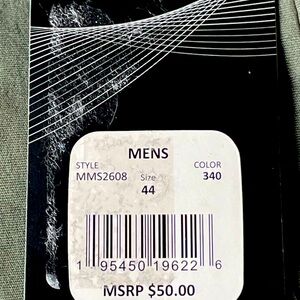 MENS
STYLE Size COLOR
MMS2608 44 340
1 95450 19622 6
MSRP $50.00